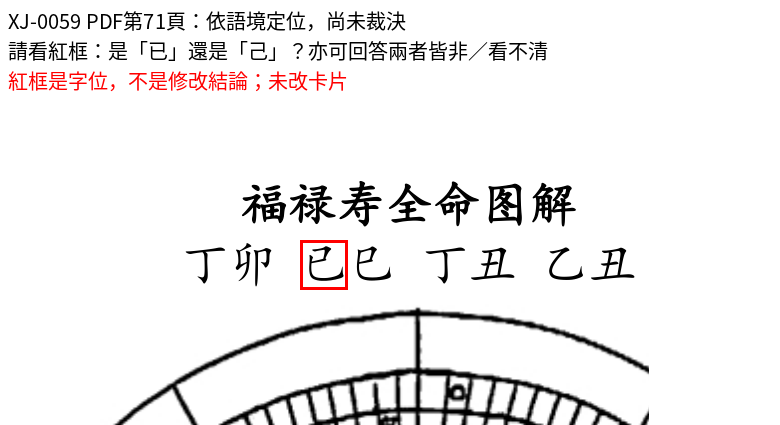 XJ-0059 PDF第71頁：依語境定位，尚未裁決
請看紅框：是「已」還是「己」？亦可回答兩者皆非／看不清
紅框是字位，不是修改結論；未改卡片
福禄寿全命图解
丁卯 已巳 丁丑 乙丑